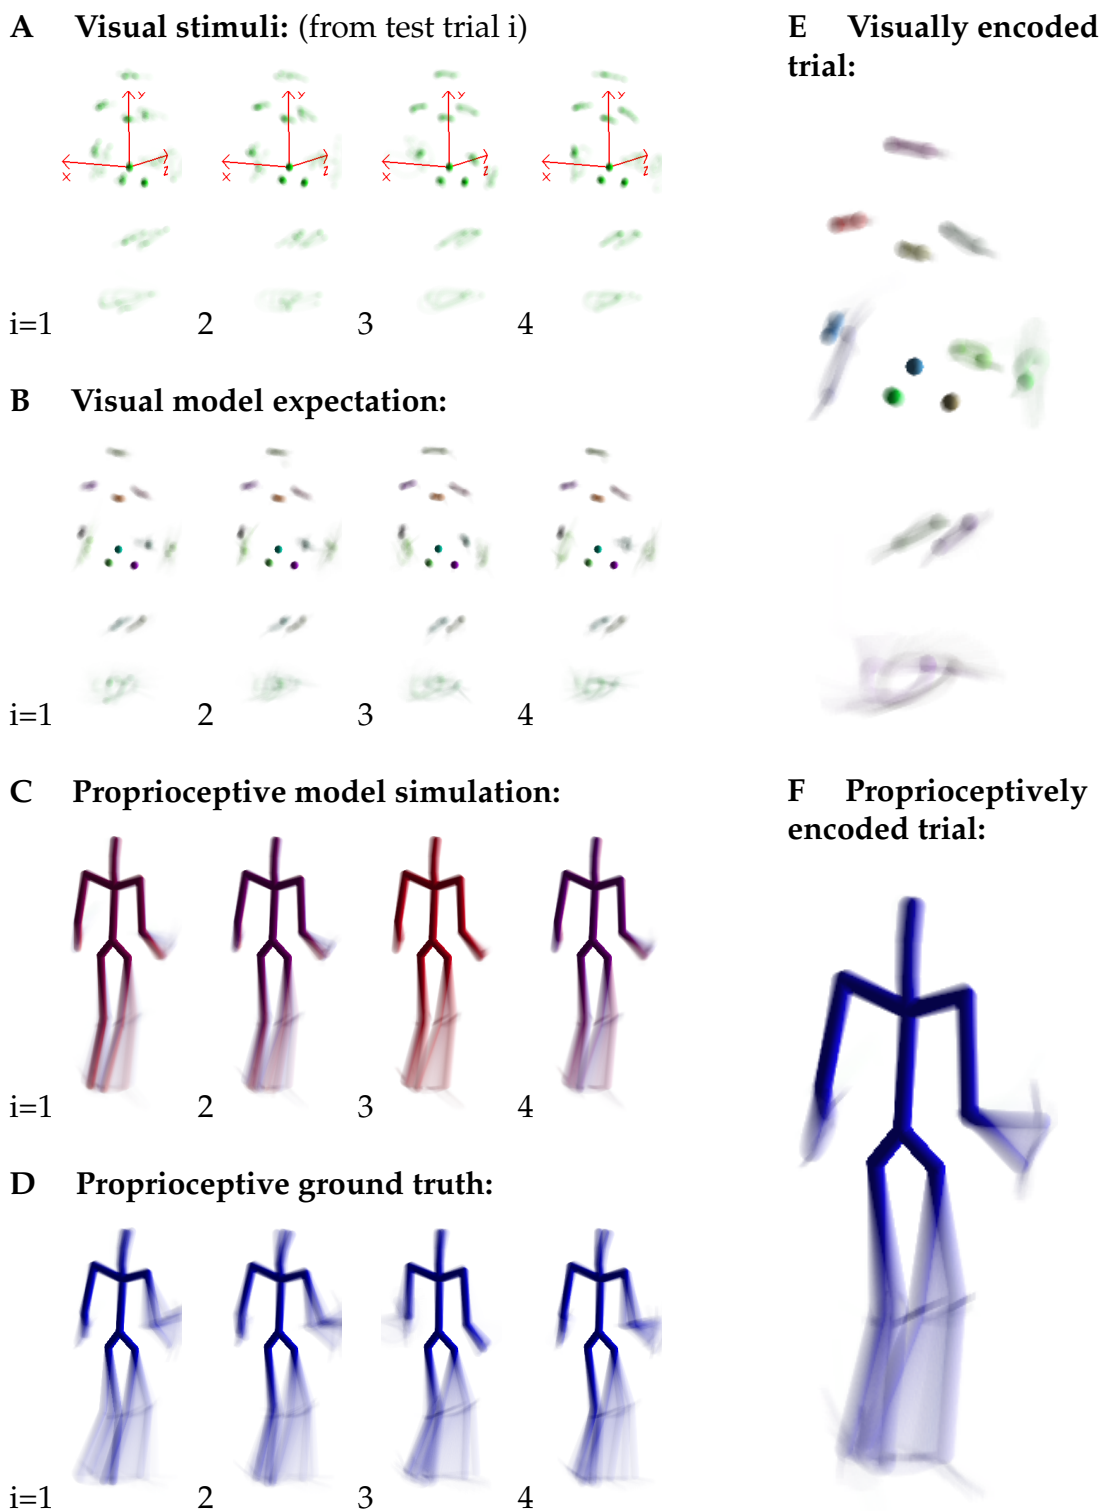 A Visual stimuli: (from test trial i)
Y Y Y Y
X Z X Z X Z X Z
i=1 2 3 4
B Visual model expectation:
i=1 2 3 4
C Proprioceptive model simulation:
i=1 2 3 4
D Proprioceptive ground truth:
i=1 2 3 4
E Visually encoded
trial:
F Proprioceptively
encoded trial: